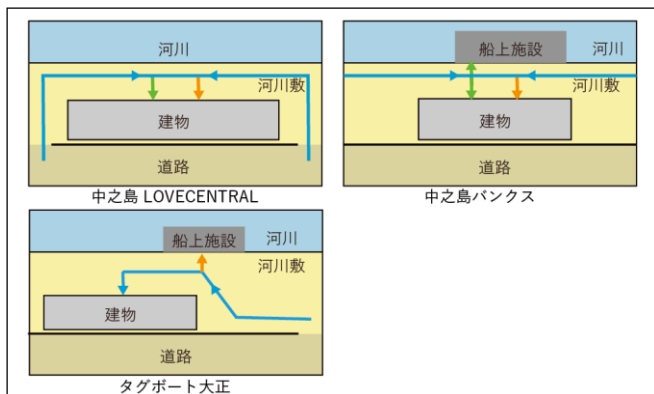 河川
河川敷
建物
道路
中之島 LOVECENTRAL
船上施設 河川
河川敷
建物
道路
中之島バンクス
船上施設 河川
河川敷
建物
道路
タグボート大正